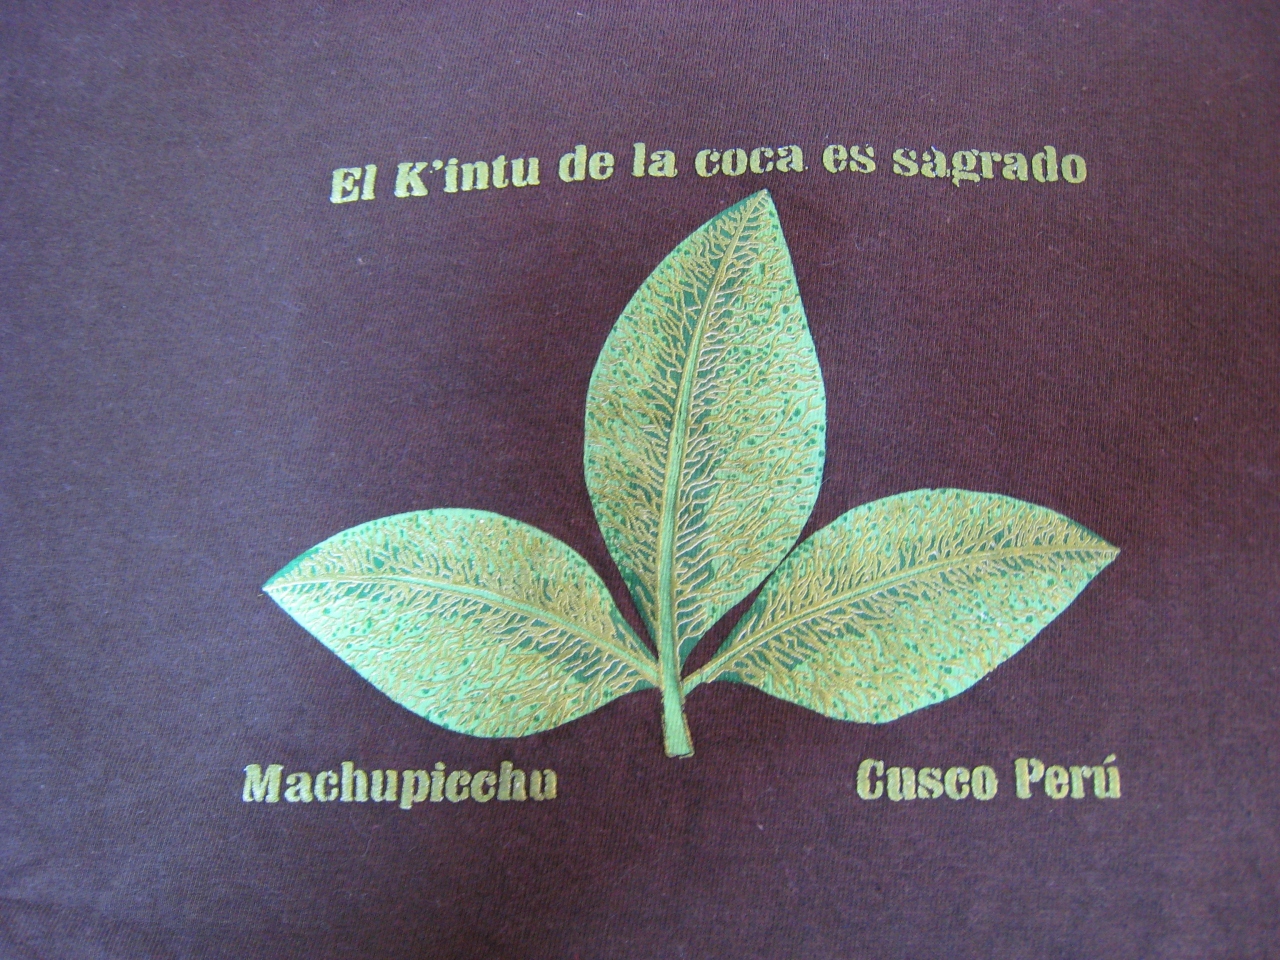 El K'intu de la coca es sagrado
Machupicchu
Cusco Perú